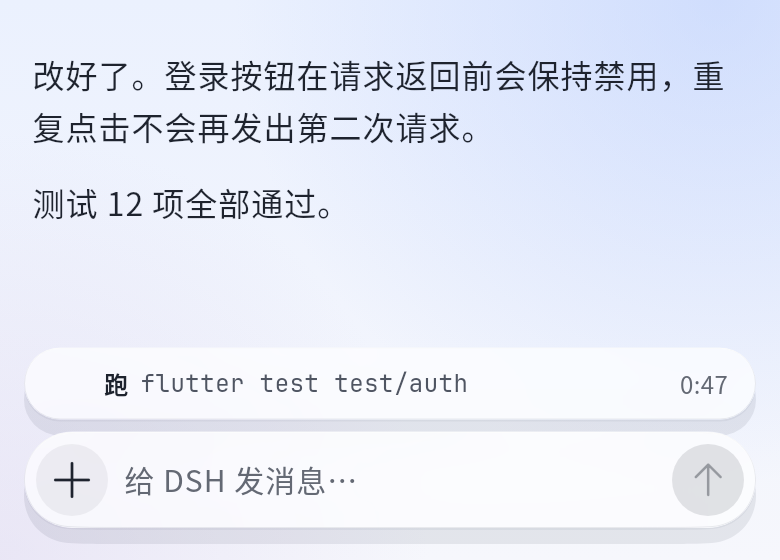 改好了。登录按钮在请求返回前会保持禁用，重
复点击不会再发出第二次请求。
测试 12 项全部通过。
跑 flutter test test/auth 0:47
给 DSH 发消息…